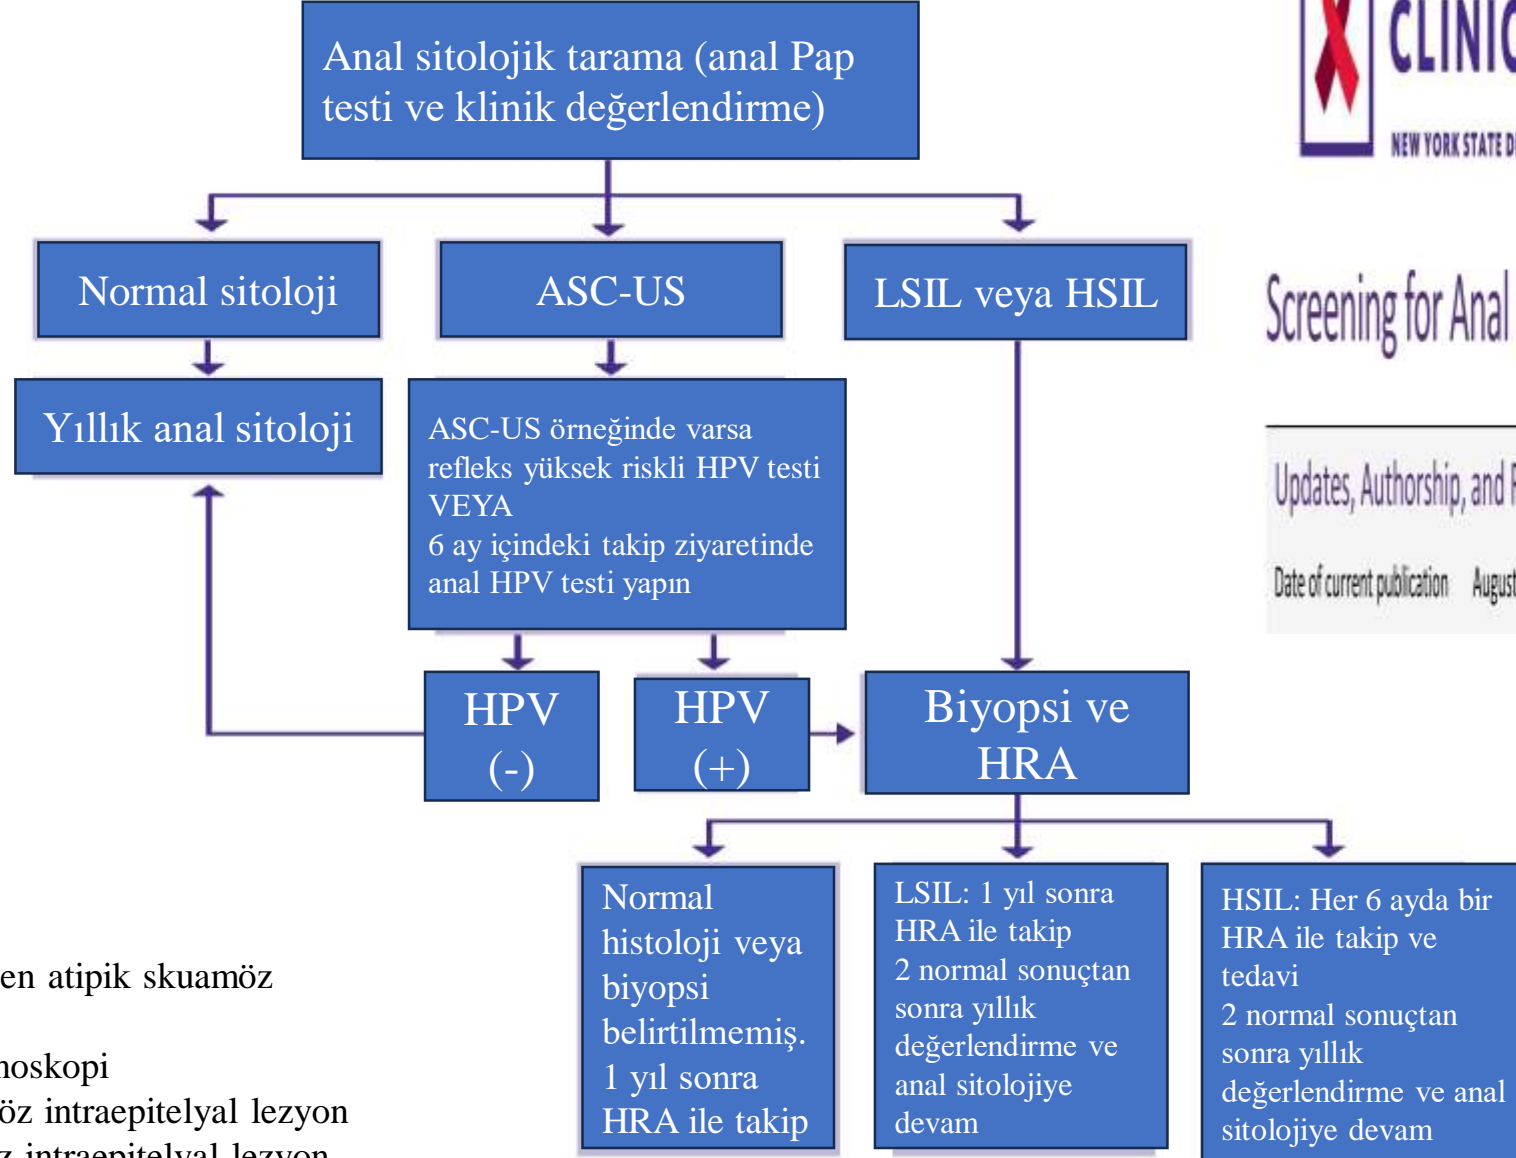 Anal sitolojik tarama (anal Pap
testi ve klinik değerlendirme)
CLINIC
NEW YORK STATE D
Normal sitoloji
ASC-US
LSIL veya HSIL
Screening for Anal
Yıllık anal sitoloji
ASC-US örneğinde varsa
refleks yüksek riskli HPV testi
VEYA
6 ay içindeki takip ziyaretinde
anal HPV testi yapın
Updates, Authorship, and
Date of current publication August
HPV
(-)
HPV
(+)
Biyopsi ve
HRA
Normal
histoloji veya
biyopsi
belirtilmemiş.
1 yıl sonra
HRA ile takip
LSIL: 1 yıl sonra
HRA ile takip
2 normal sonuçtan
sonra yıllık
değerlendirme ve
anal sitolojiye
devam
HSIL: Her 6 ayda bir
HRA ile takip ve
tedavi
2 normal sonuçtan
sonra yıllık
değerlendirme ve anal
sitolojiye devam
en atipik skuamöz
noskopi
öz intraepitelyal lezyon
z intraepitelyal lezyon